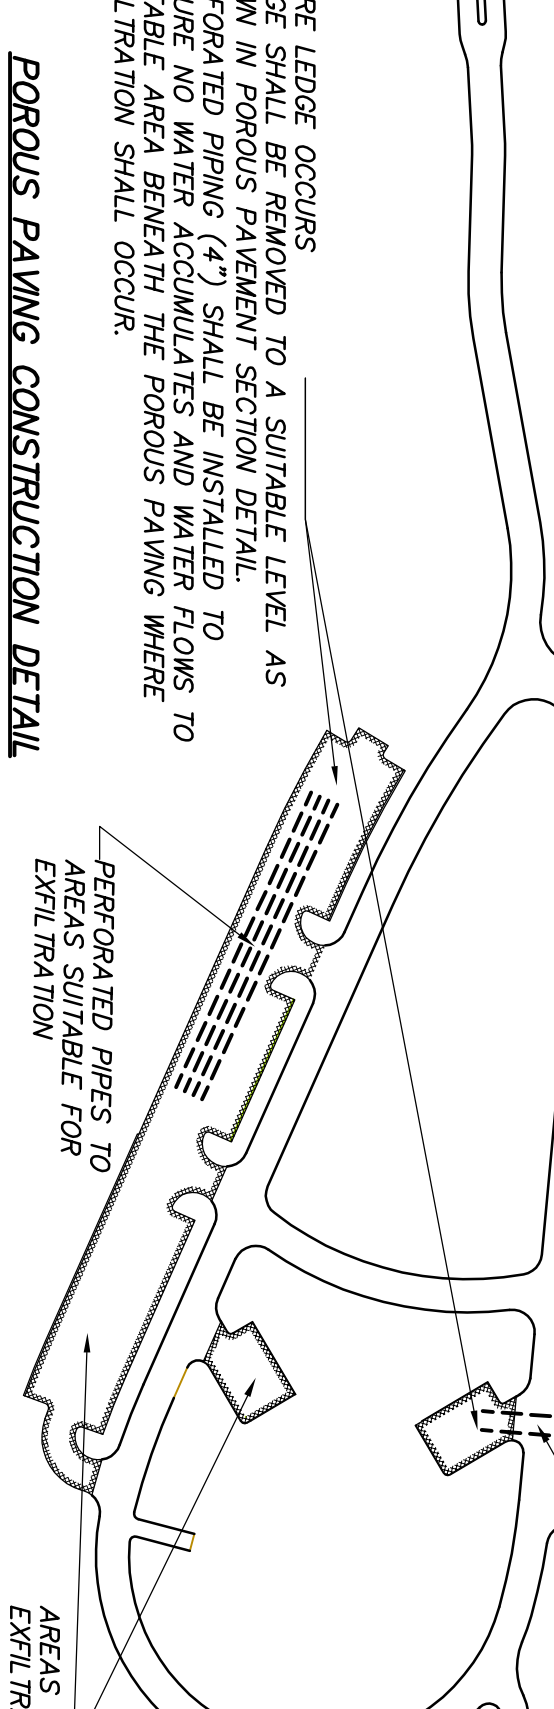 RE LEDGE OCCURS
GE SHALL BE REMOVED TO A SUITABLE LEVEL AS
WN IN POROUS PAVEMENT SECTION DETAIL.
FORATED PIPING (4") SHALL BE INSTALLED TO
URE NO WATER ACCUMULATES AND WATER FLOWS TO
TABLE AREA BENEATH THE POROUS PAVING WHERE
ILTRATION SHALL OCCUR.
POROUS PAVING CONSTRUCTION DETAIL
PERFORATED PIPES TO
AREAS SUITABLE FOR
EXFILTRATION
AREAS
EXFILTR